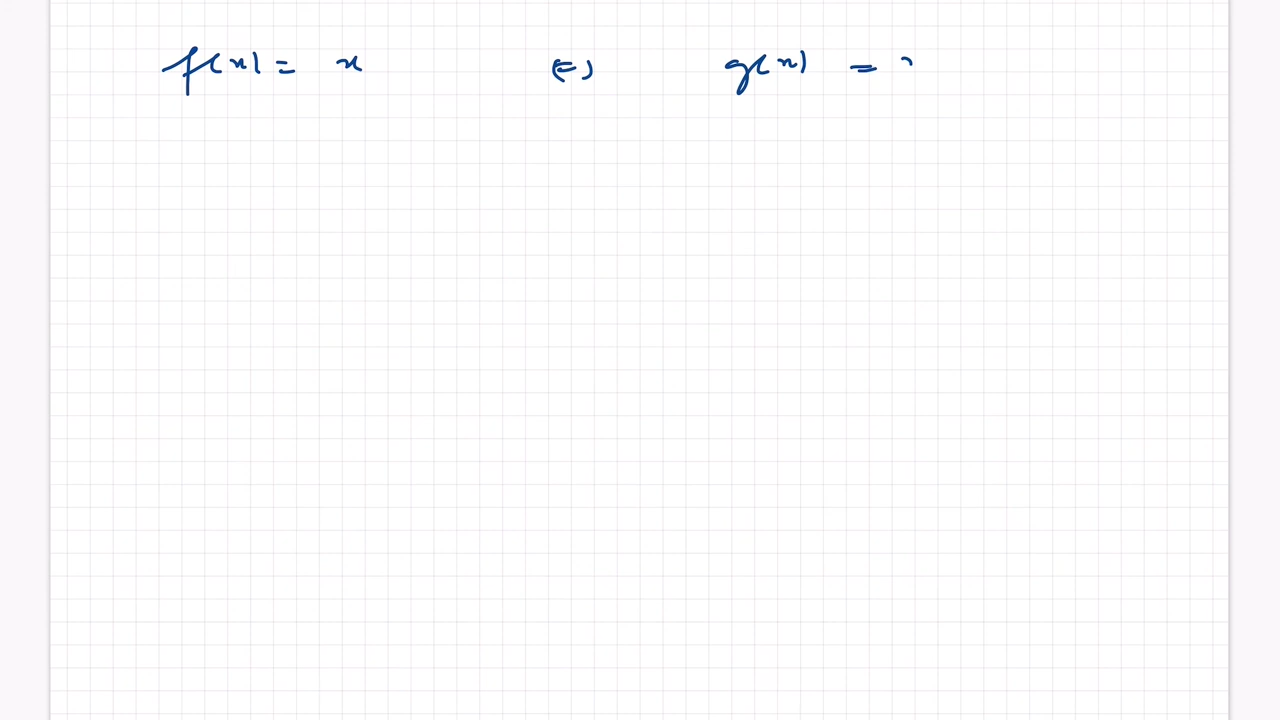 f(x) = x ⇔ g(x) =